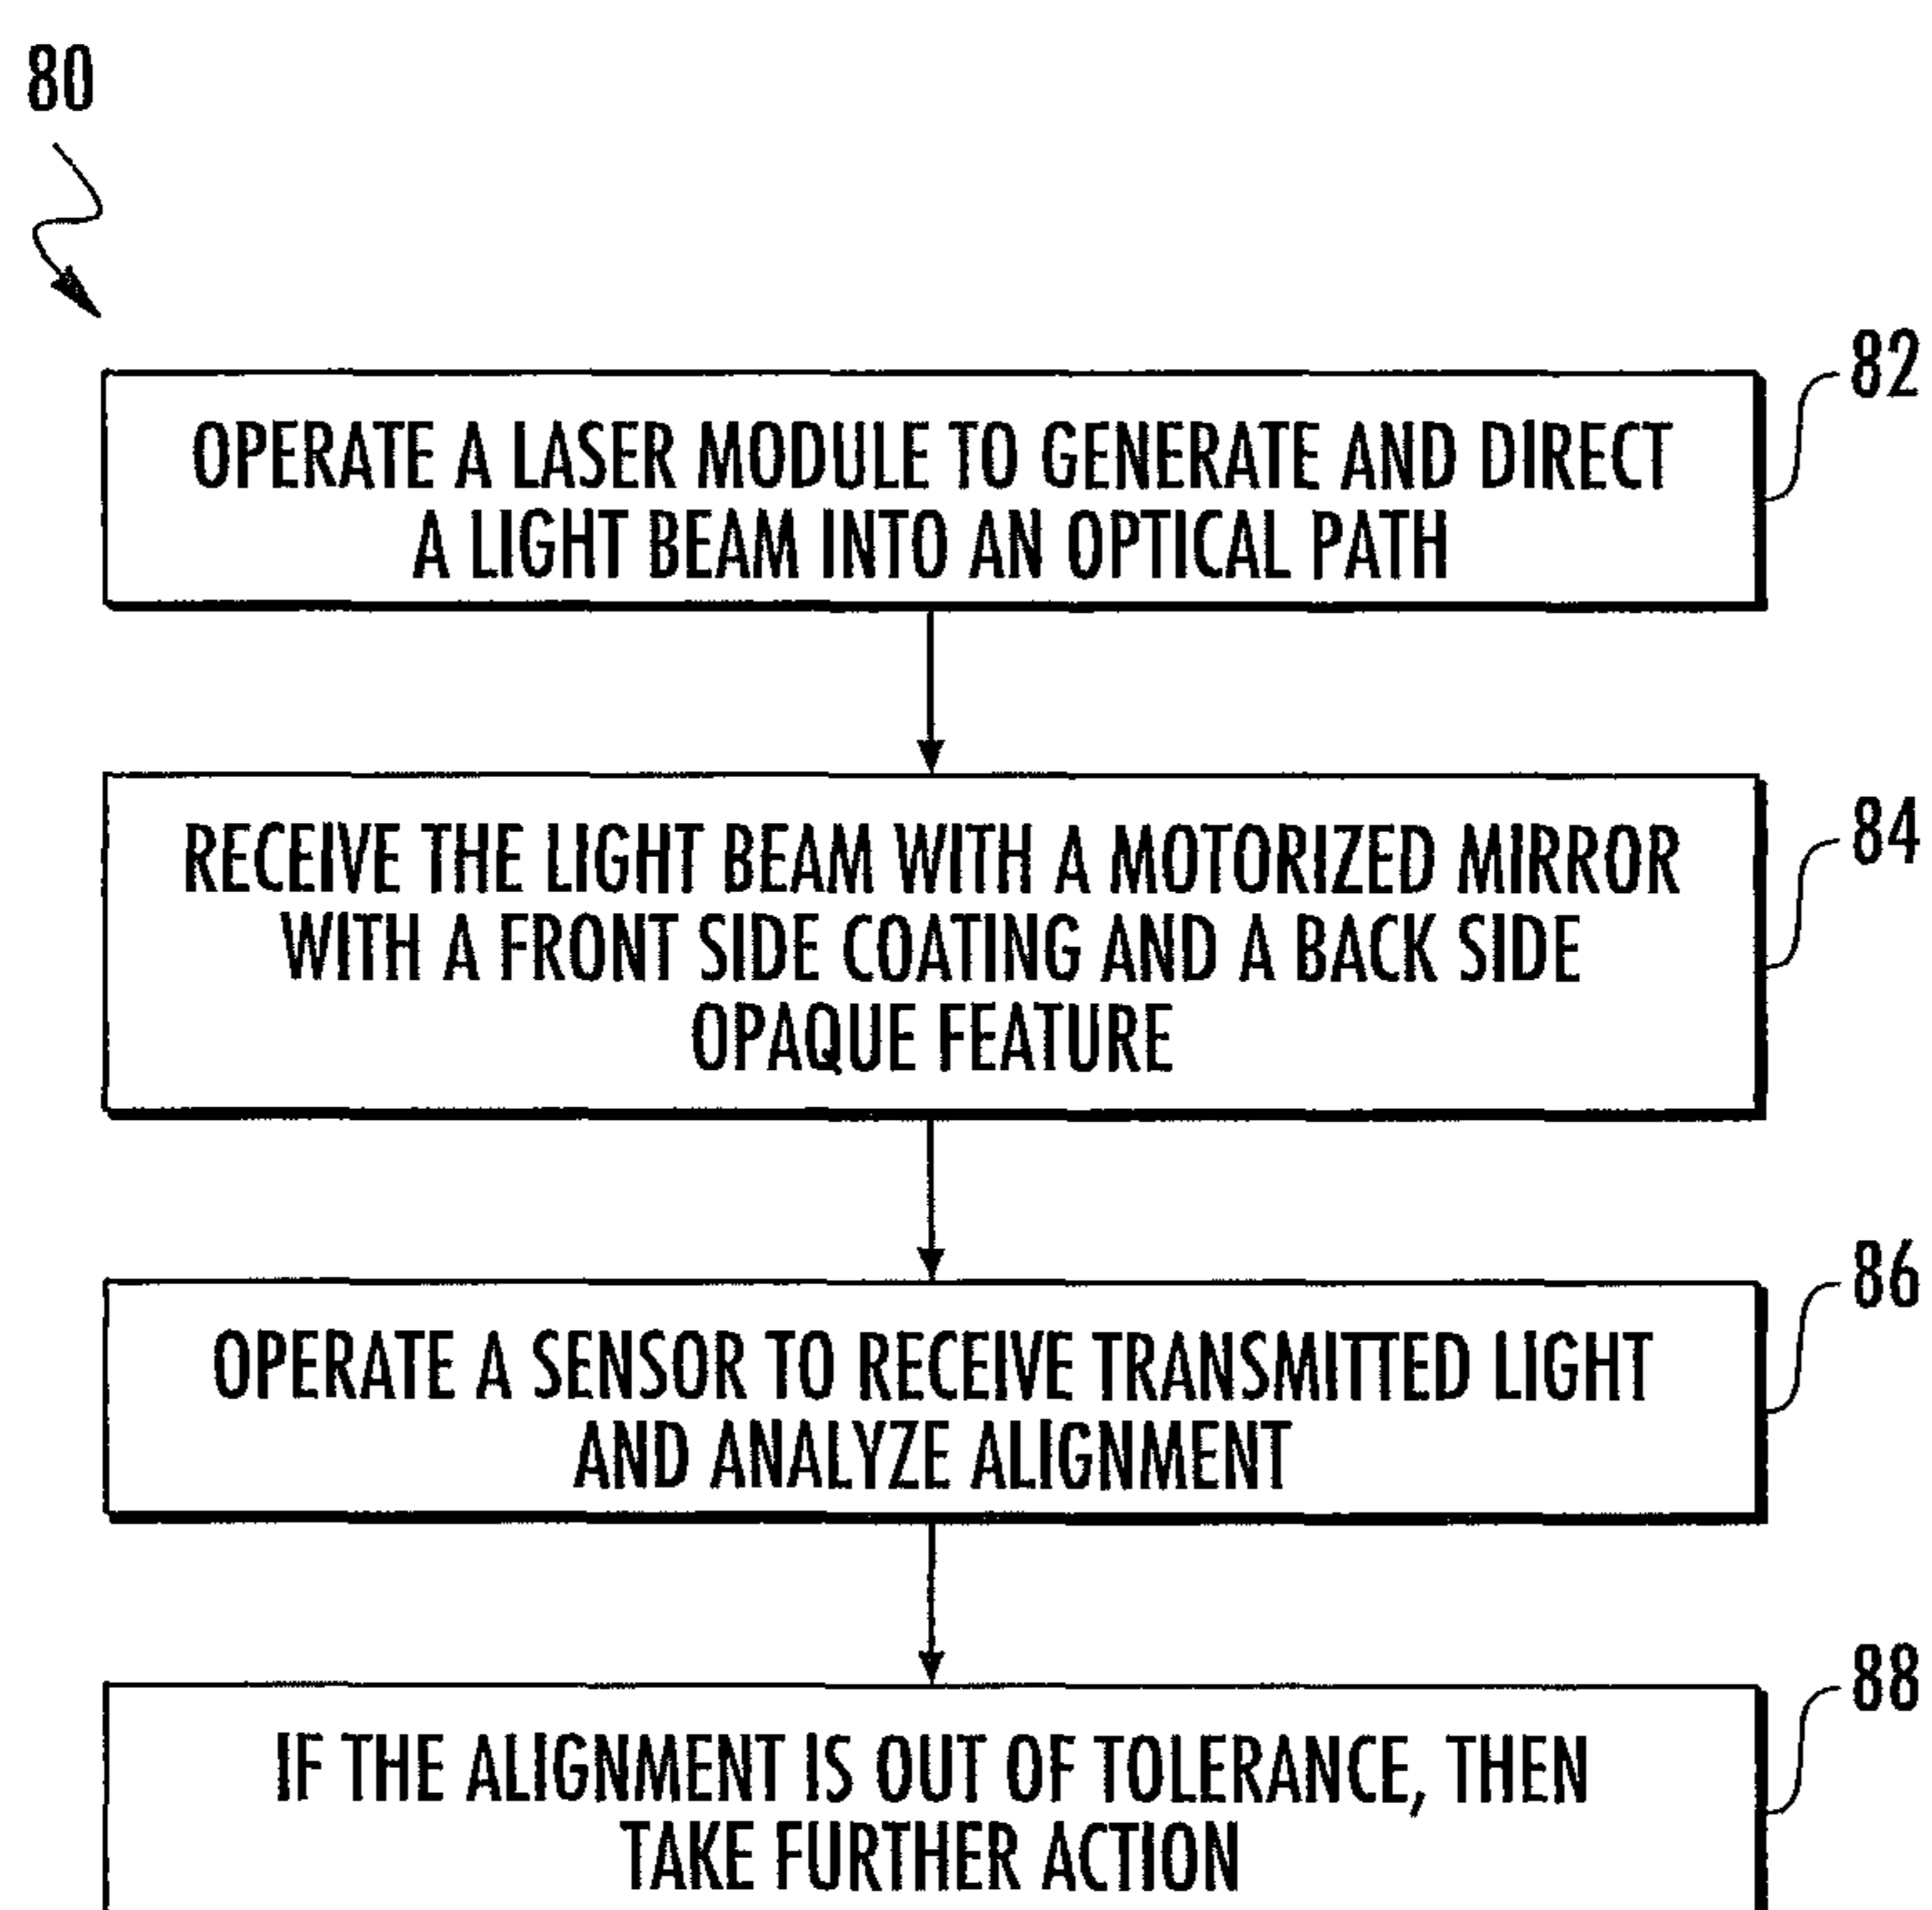 80
82
OPERATE A LASER MODULE TO GENERATE AND DIRECT
A LIGHT BEAM INTO AN OPTICAL PATH
84
RECEIVE THE LIGHT BEAM WITH A MOTORIZED MIRROR
WITH A FRONT SIDE COATING AND A BACK SIDE
OPAQUE FEATURE
86
OPERATE A SENSOR TO RECEIVE TRANSMITTED LIGHT
AND ANALYZE ALIGNMENT
88
IF THE ALIGNMENT IS OUT OF TOLERANCE, THEN
TAKE FURTHER ACTION